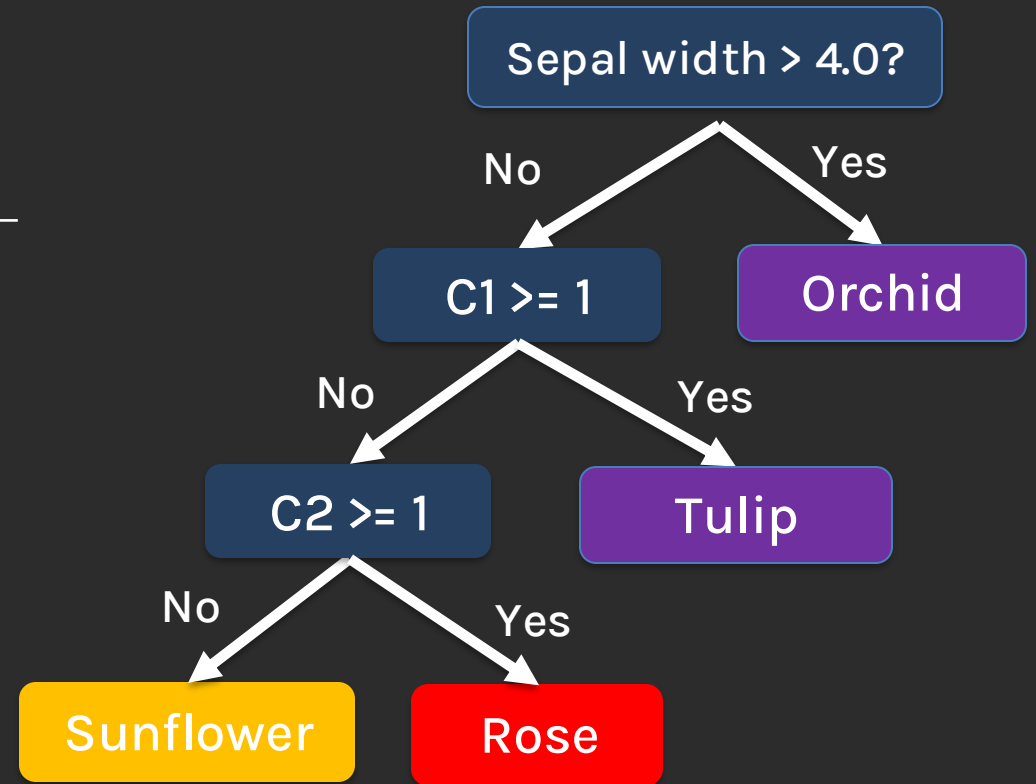 Sepal width > 4.0?
No
Yes
C1 >= 1
Orchid
No
Yes
C2 >= 1
Tulip
No
Yes
Sunflower
Rose